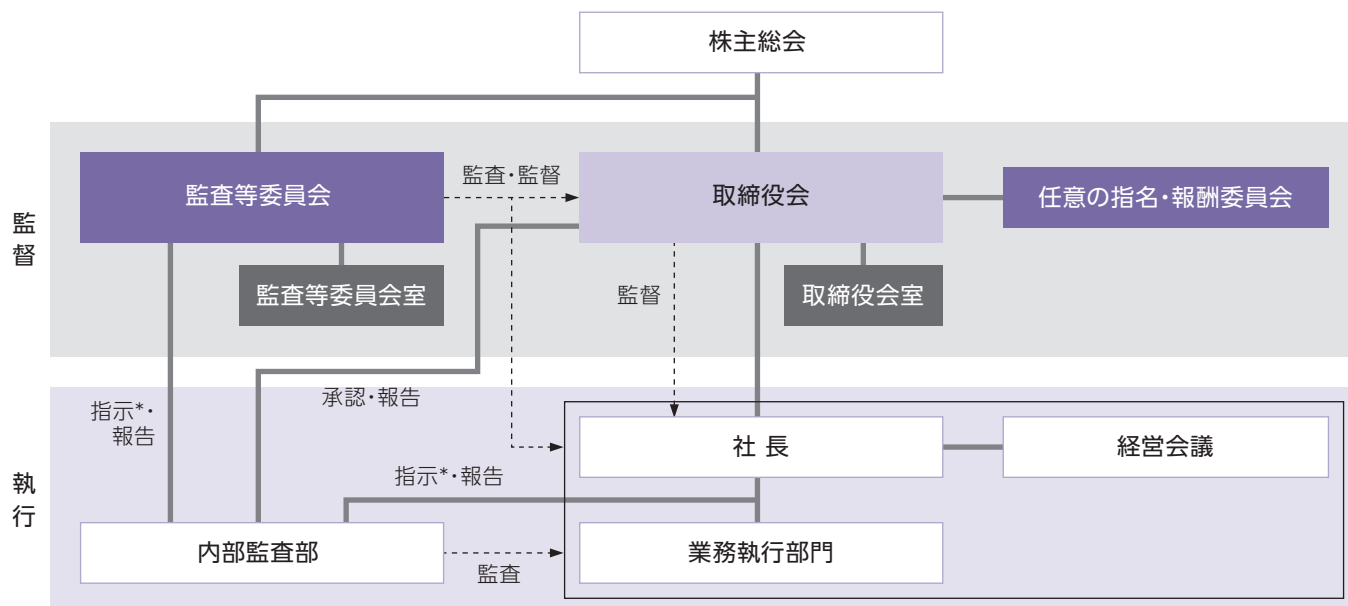 株主総会
監督
監査等委員会
監査・監督
取締役会
任意の指名・報酬委員会
監査等委員会室
監督
取締役会室
執行
指示*・
報告
承認・報告
社 長
経営会議
指示*・報告
内部監査部
監査
業務執行部門